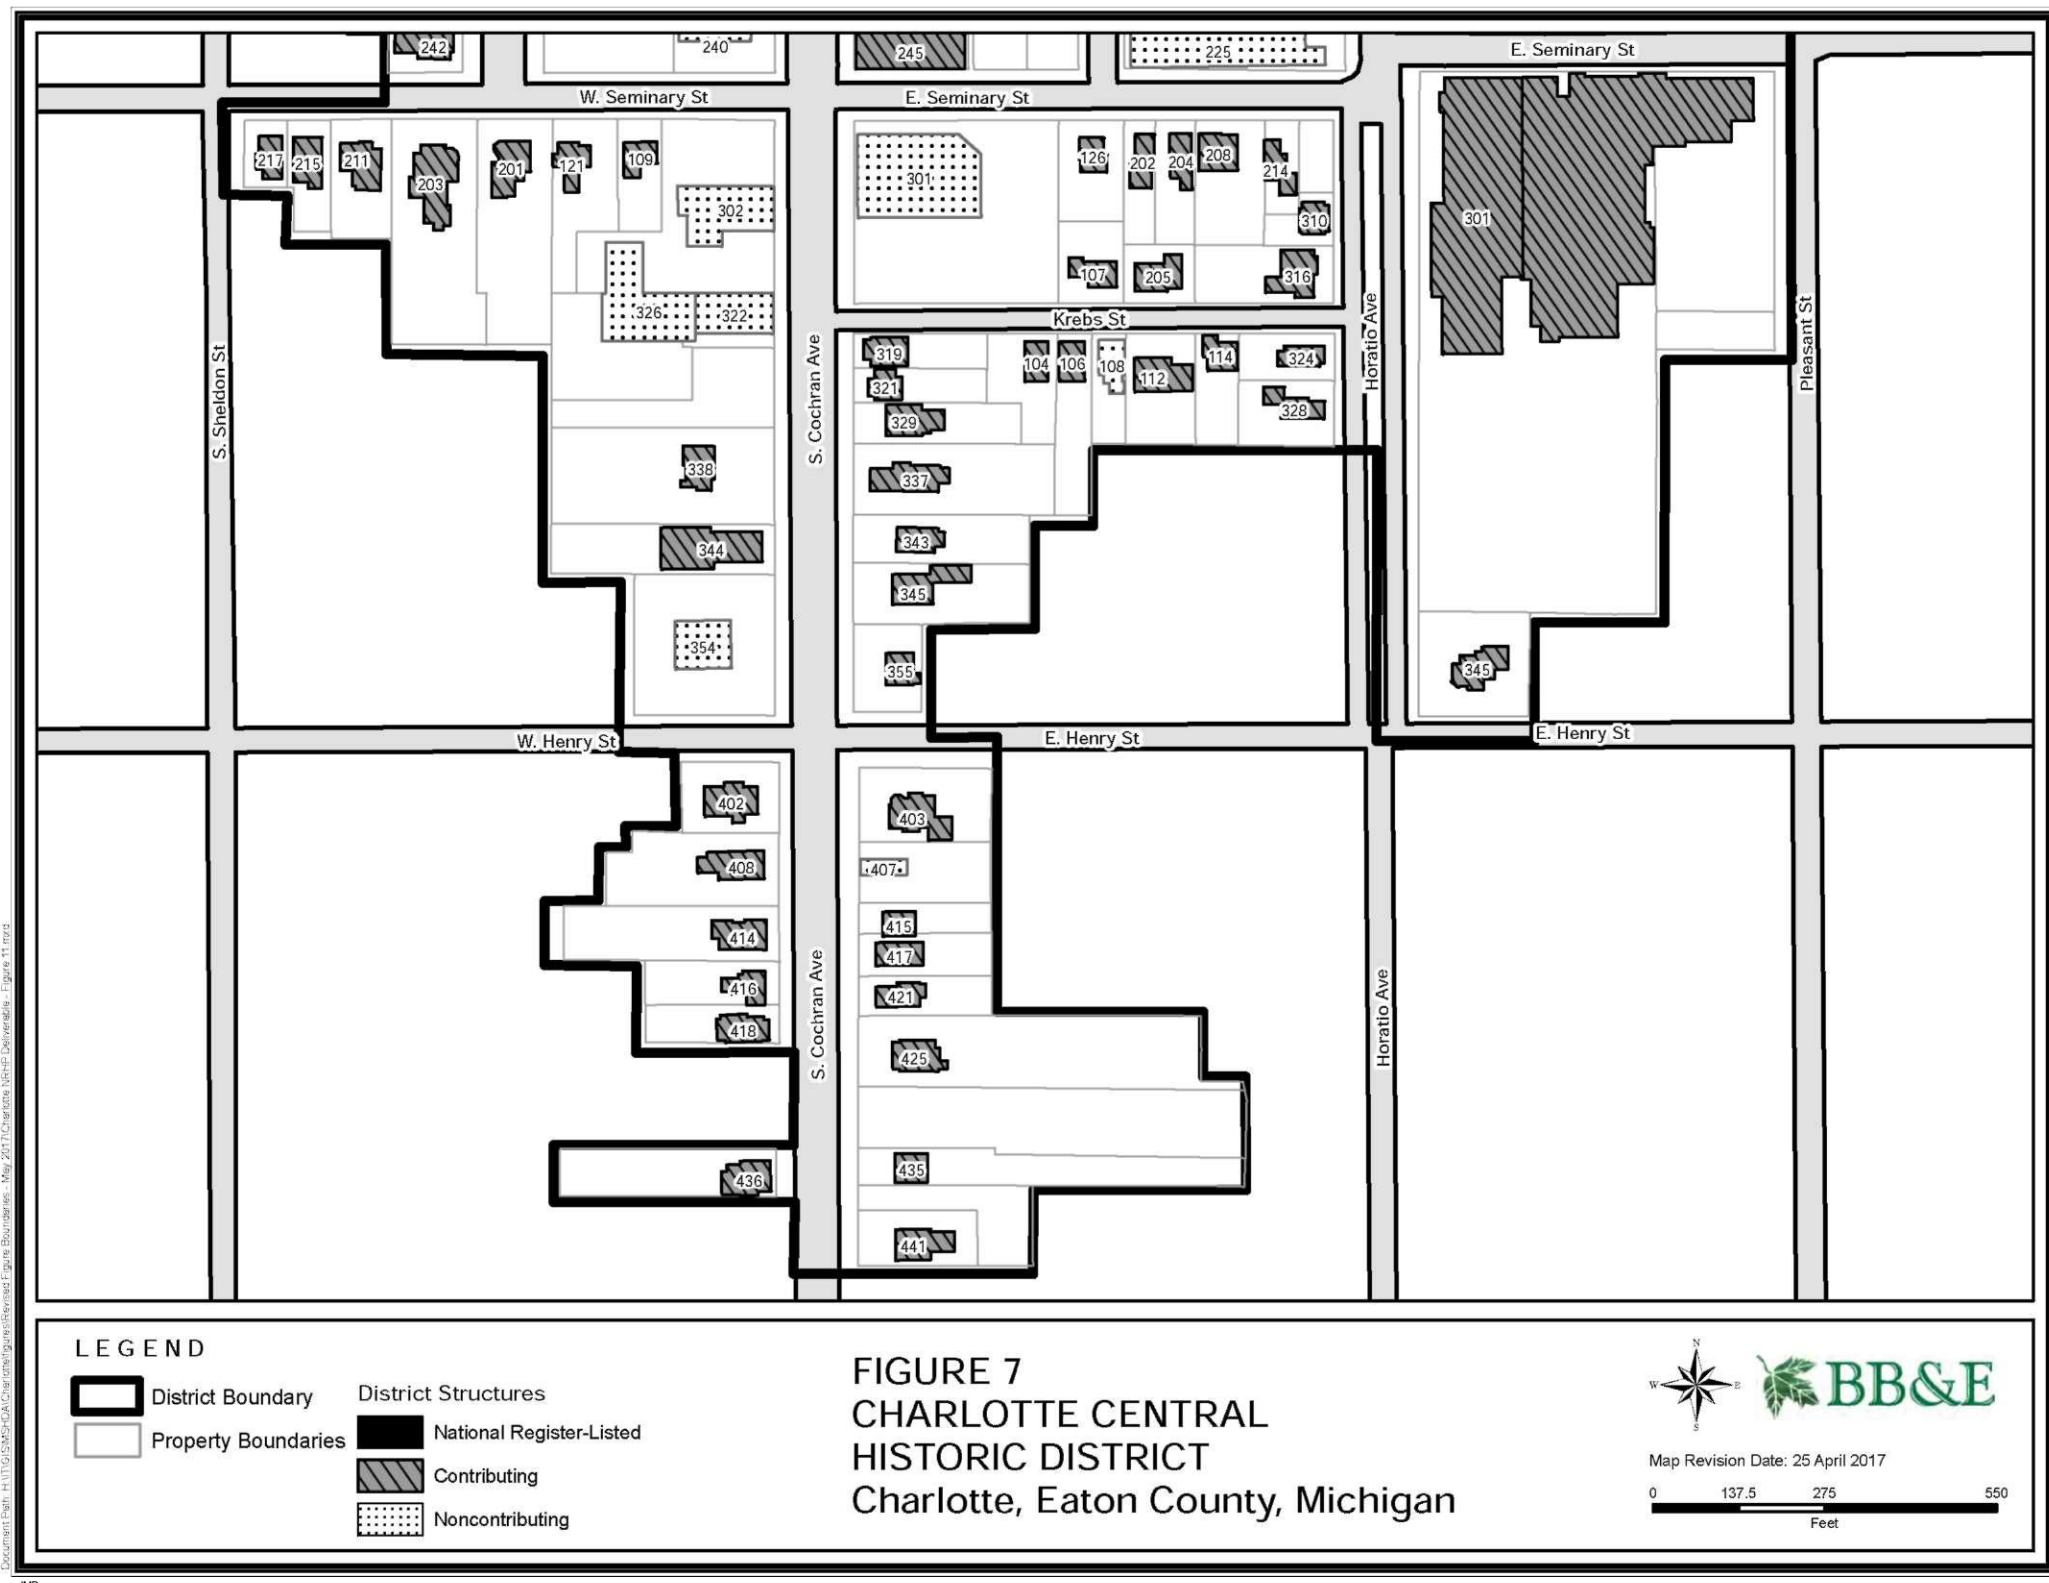 242
240
245
225
E. Seminary St
W. Seminary St
E. Seminary St
217
215
211
203
201
121
109
302
326
322
301
126
202
204
208
214
310
107
205
316
301
Krebs St
S. Sheldon St
S. Cochran Ave
Horatio Ave
Pleasant St
319
321
329
337
343
345
355
104
106
108
112
114
324
328
338
344
354
345
W. Henry St
E. Henry St
E. Henry St
402
408
414
416
418
436
403
407
415
417
421
425
435
441
S. Cochran Ave
Horatio Ave
LEGEND
District Boundary
Property Boundaries
District Structures
National Register-Listed
Contributing
Noncontributing
FIGURE 7
CHARLOTTE CENTRAL
HISTORIC DISTRICT
Charlotte, Eaton County, Michigan
N
W E
S
BB&E
Map Revision Date: 25 April 2017
0 137.5 275 550
Feet